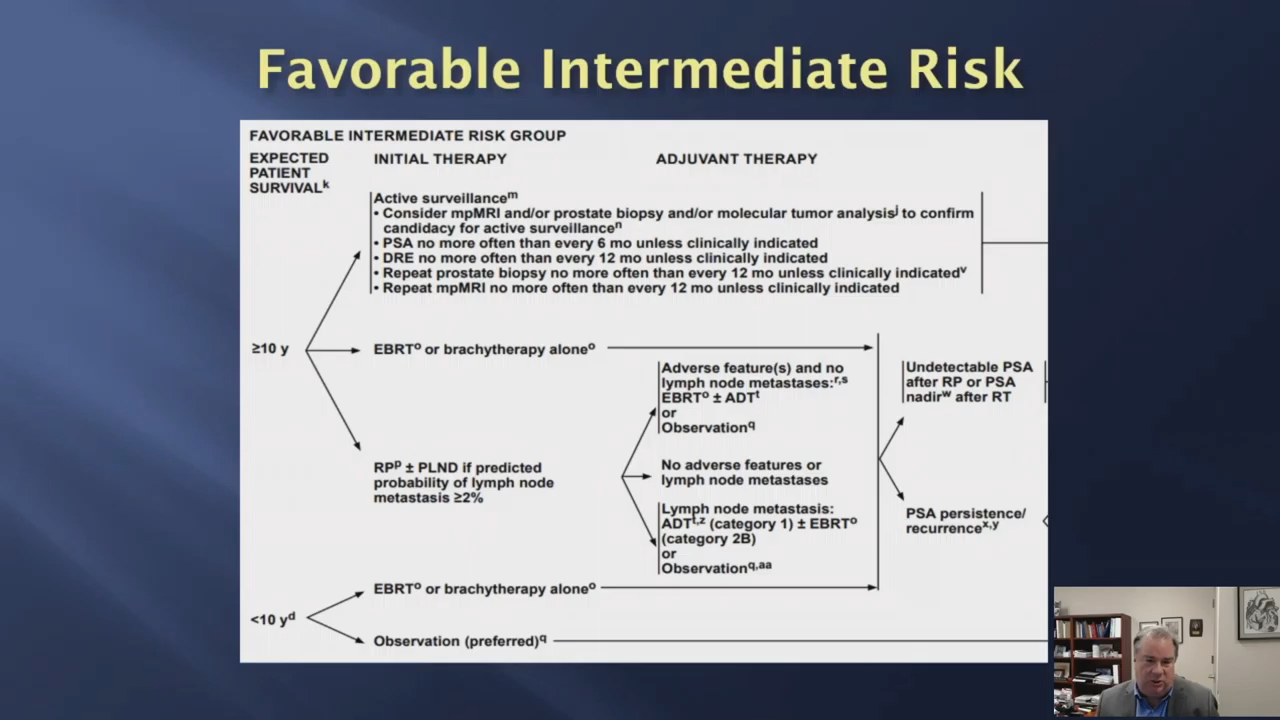 Favorable Intermediate Risk
FAVORABLE INTERMEDIATE RISK GROUP
EXPECTED
PATIENT
SURVIVALk
INITIAL THERAPY
ADJUVANT THERAPY
Active surveillancem
• Consider mpMRI and/or prostate biopsy and/or molecular tumor analysisj to confirm
candidacy for active surveillancen
• PSA no more often than every 6 mo unless clinically indicated
• DRE no more often than every 12 mo unless clinically indicated
• Repeat prostate biopsy no more often than every 12 mo unless clinically indicatedv
• Repeat mpMRI no more often than every 12 mo unless clinically indicated
≥10 y
EBRTo or brachytherapy aloneo
RPp ± PLND if predicted
probability of lymph node
metastasis ≥2%
Adverse feature(s) and no
lymph node metastases:r,s
EBRTo ± ADTt
or
Observationq
No adverse features or
lymph node metastases
Lymph node metastasis:
ADTt,z (category 1) ± EBRTo
(category 2B)
or
Observationq,aa
Undetectable PSA
after RP or PSA
nadirw after RT
PSA persistence/
recurrencex,y
<10 yd
EBRTo or brachytherapy aloneo
Observation (preferred)q